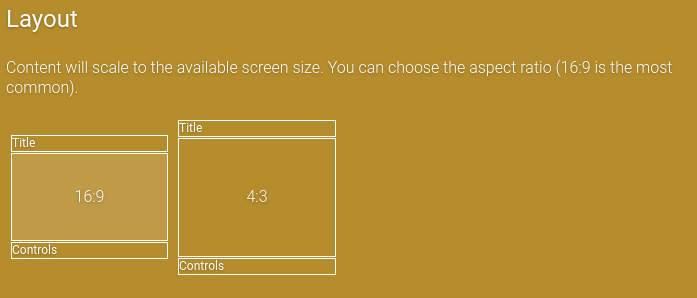 Layout
Content will scale to the available screen size. You can choose the aspect ratio (16:9 is the most
common).
Title
16:9
Controls
Title
4:3
Controls